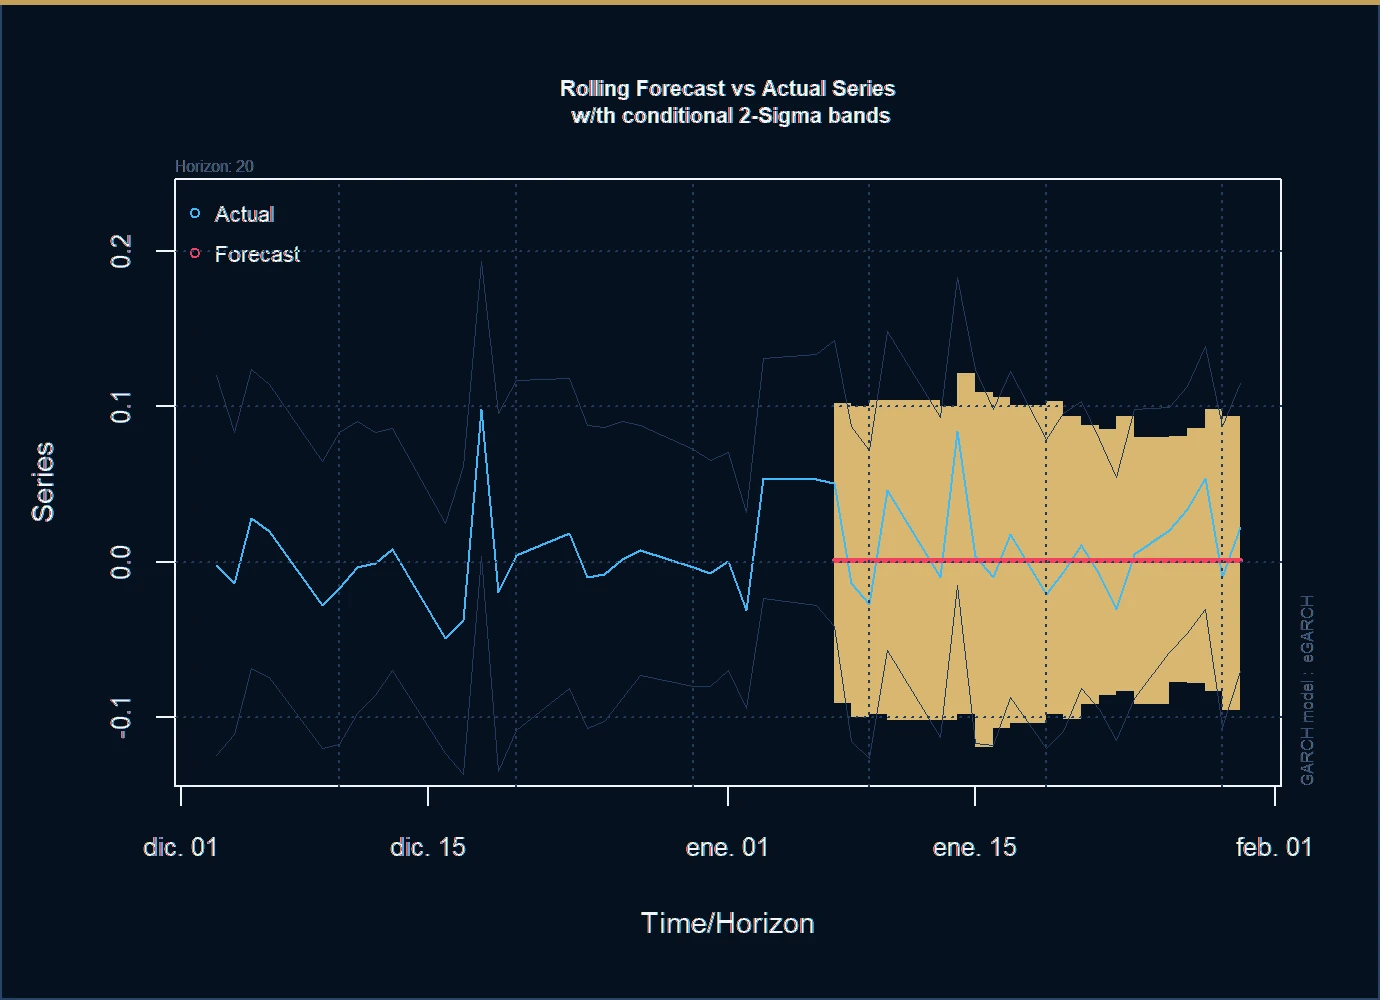 Rolling Forecast vs Actual Series
w/th conditional 2-Sigma bands
Horizon: 20
Actual
Forecast
0.2
0.1
0.0
-0.1
Series
dic. 01
dic. 15
ene. 01
ene. 15
feb. 01
Time/Horizon
GARCH model : eGARCH